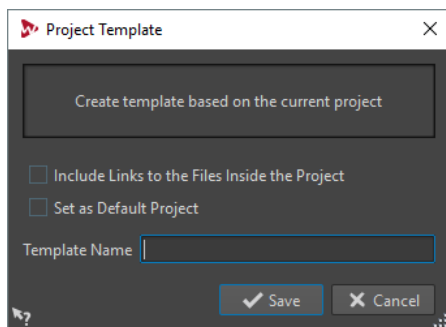 Project Template
Create template based on the current project
Include Links to the Files Inside the Project
Set as Default Project
Template Name
Save Cancel
?